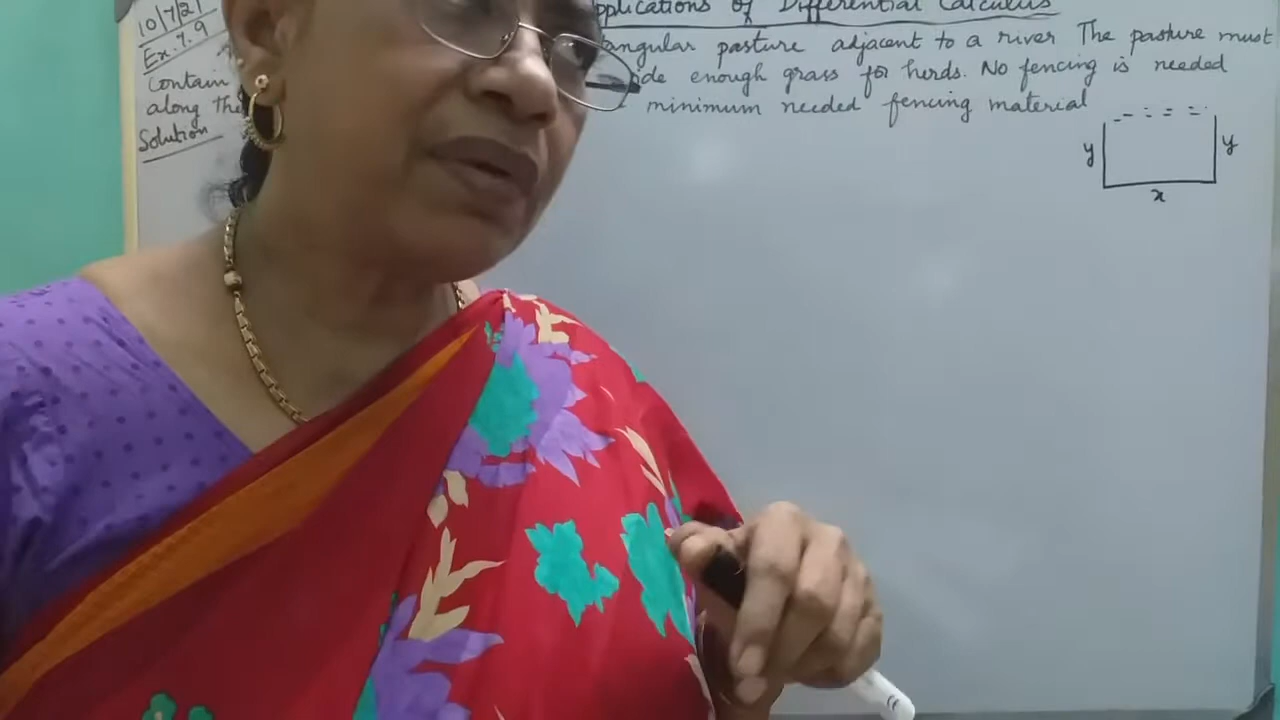 10/7/21 pplications of Differential Calculus
Ex.7.9 angular pasture adjacent to a river The pasture must
contain de enough grass for herds. No fencing is needed
along the minimum needed fencing material
Solution
y y
x